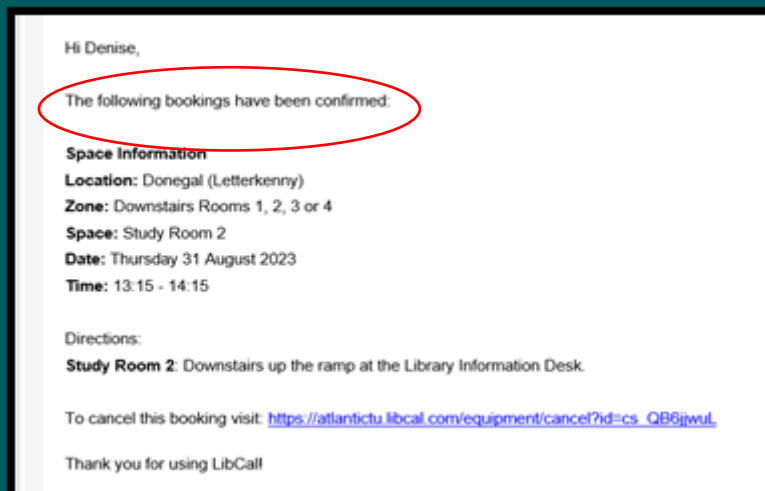 Hi Denise,
The following bookings have been confirmed:
Space Information
Location: Donegal (Letterkenny)
Zone: Downstairs Rooms 1, 2, 3 or 4
Space: Study Room 2
Date: Thursday 31 August 2023
Time: 13:15 - 14:15
Directions:
Study Room 2: Downstairs up the ramp at the Library Information Desk.
To cancel this booking visit: https://atlantictu.libcal.com/equipment/cancel?id=cs_QB6jjwuL
Thank you for using LibCal!